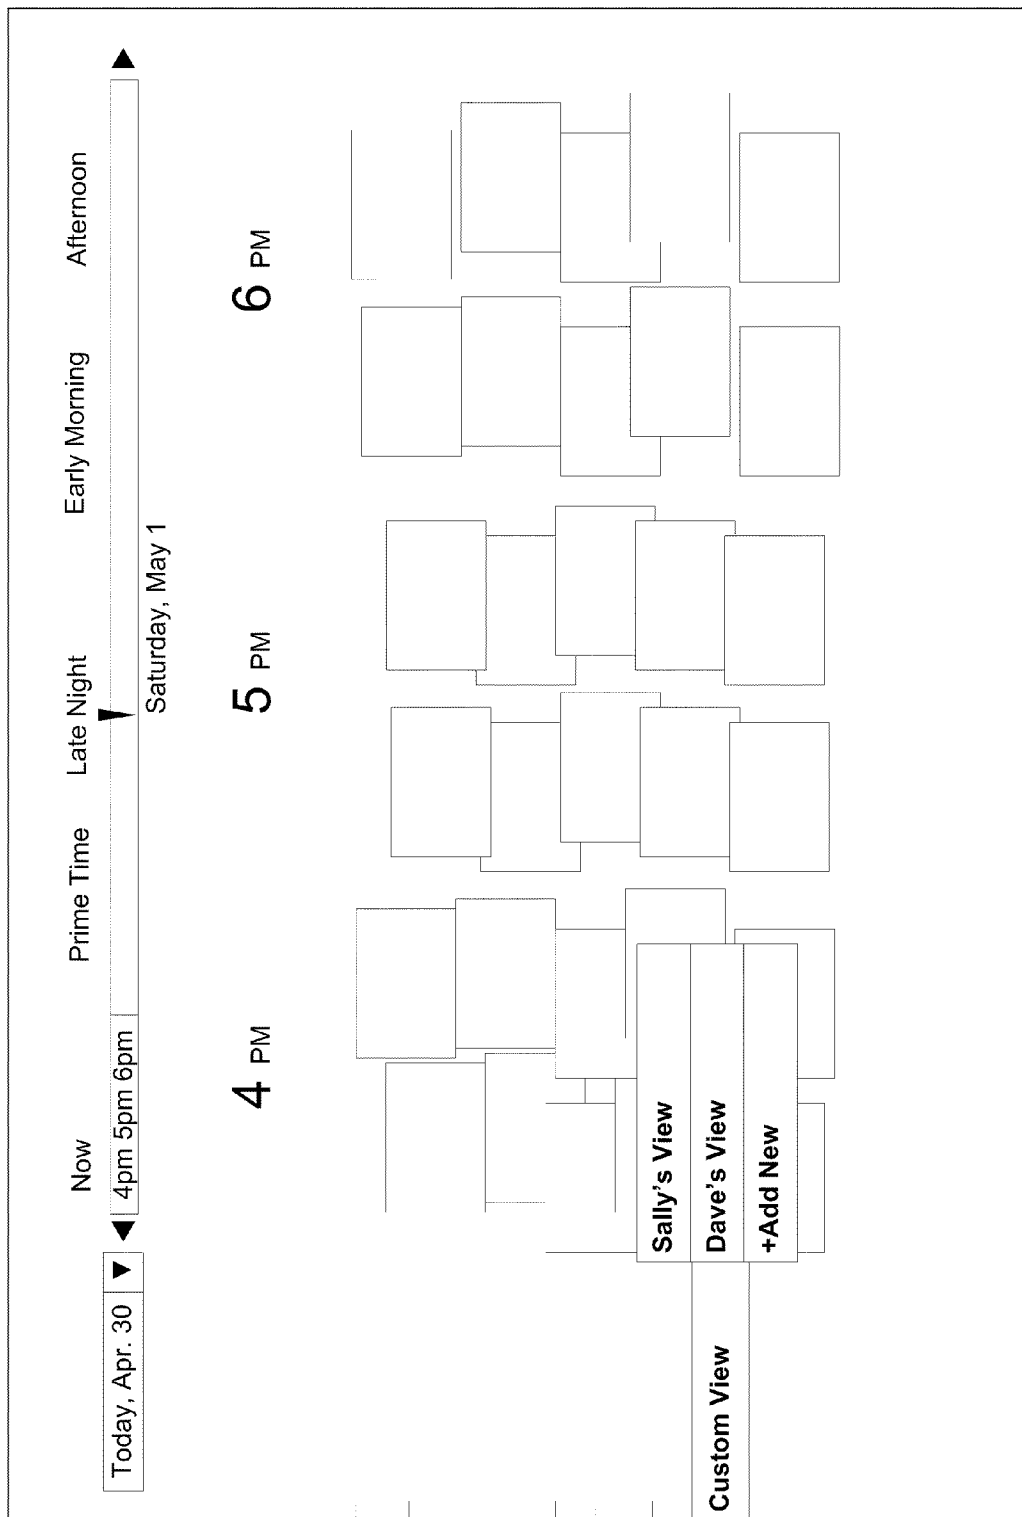 Now Prime Time Late Night Early Morning Afternoon
Today, Apr. 30 ▼ ◀ 4pm 5pm 6pm ▶
Saturday, May 1
4 PM 5 PM 6 PM
Sally's View
Custom View Dave's View
+Add New